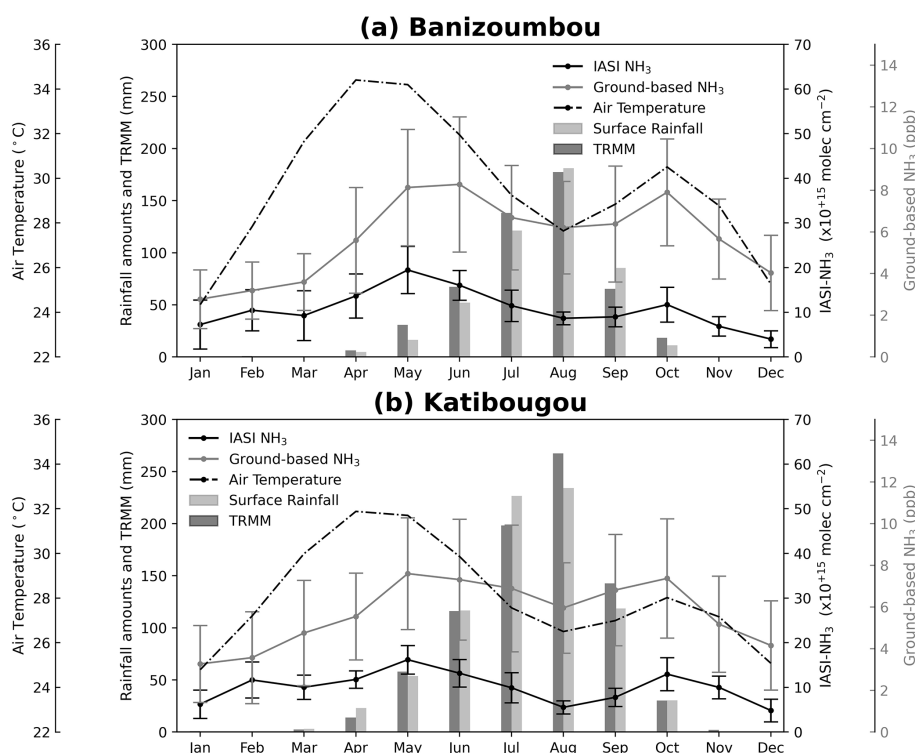 (a) Banizoumbou
36
34
32
30
28
26
24
22
Air Temperature (°C)
300
250
200
150
100
50
0
Rainfall amounts and TRMM (mm)
IASI NH₃
Ground-based NH₃
Air Temperature
Surface Rainfall
TRMM
70
60
50
40
30
20
10
0
IASI-NH₃ (x10⁺¹⁵ molec cm⁻²)
14
12
10
8
6
4
2
0
Ground-based NH₃ (ppb)
Jan Feb Mar Apr May Jun Jul Aug Sep Oct Nov Dec
(b) Katibougou
36
34
32
30
28
26
24
22
Air Temperature (°C)
300
250
200
150
100
50
0
Rainfall amounts and TRMM (mm)
IASI NH₃
Ground-based NH₃
Air Temperature
Surface Rainfall
TRMM
70
60
50
40
30
20
10
0
IASI-NH₃ (x10⁺¹⁵ molec cm⁻²)
14
12
10
8
6
4
2
0
Ground-based NH₃ (ppb)
Jan Feb Mar Apr May Jun Jul Aug Sep Oct Nov Dec